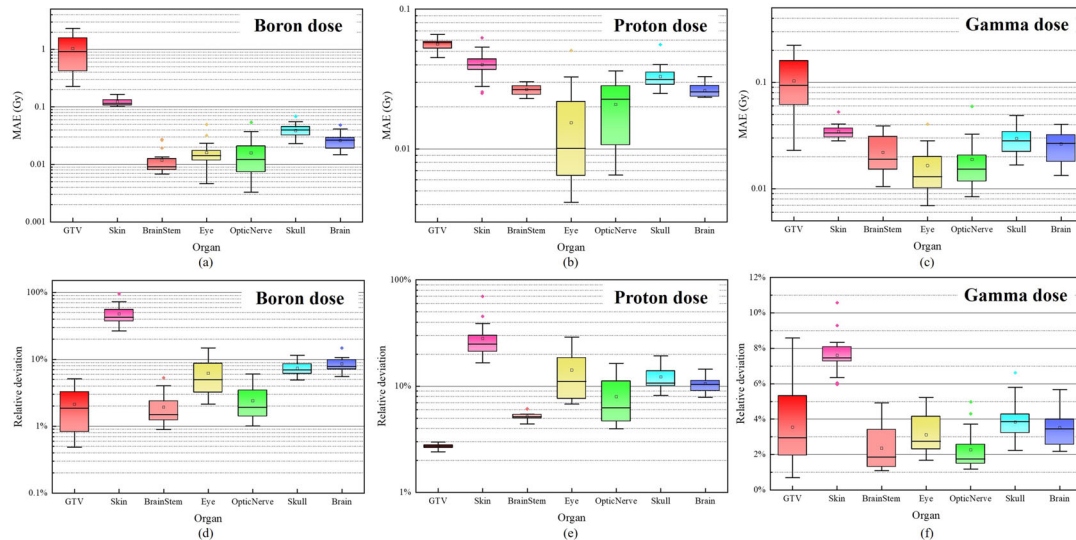 Boron dose
MAE (Gy)
1
0.1
0.01
0.001
GTV Skin BrainStem Eye OpticNerve Skull Brain
Organ
(a)
Proton dose
MAE (Gy)
0.1
0.01
GTV Skin BrainStem Eye OpticNerve Skull Brain
Organ
(b)
Gamma dose
MAE (Gy)
0.1
0.01
GTV Skin BrainStem Eye OpticNerve Skull Brain
Organ
(c)
Boron dose
Relative deviation
100%
10%
1%
0.1%
GTV Skin BrainStem Eye OpticNerve Skull Brain
Organ
(d)
Proton dose
Relative deviation
100%
10%
1%
GTV Skin BrainStem Eye OpticNerve Skull Brain
Organ
(e)
Gamma dose
Relative deviation
12%
10%
8%
6%
4%
2%
0%
GTV Skin BrainStem Eye OpticNerve Skull Brain
Organ
(f)